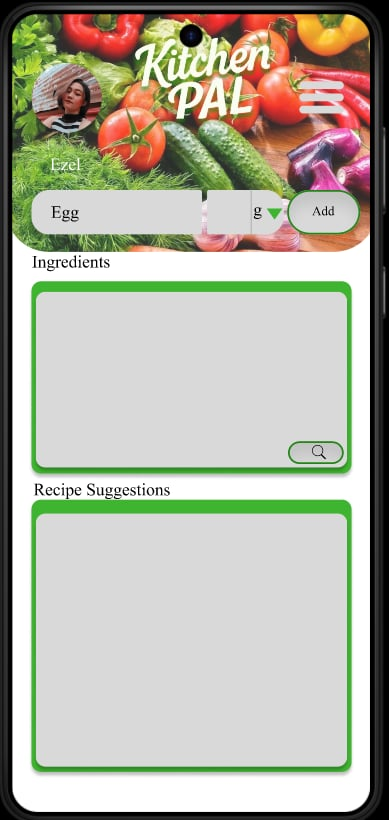 Kitchen
PAL
Ezel
Egg
g
Add
Ingredients
Recipe Suggestions